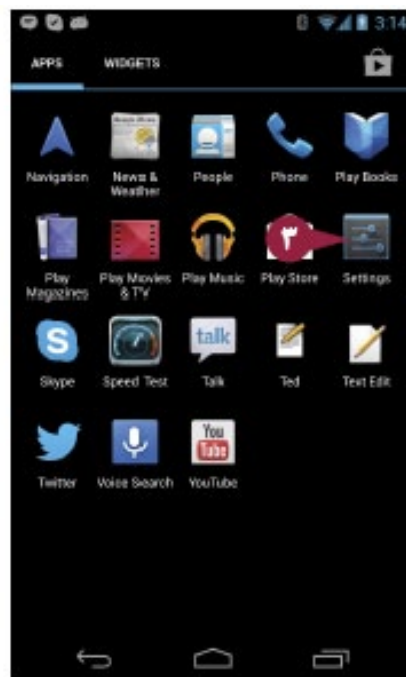 3:14
APPS WIDGETS
Navigation News & Weather People Phone Play Books
٣
Play Magazines Play Movies & TV Play Music Play Store Settings
S talk
Skype Speed Test Talk Ted Text Edit
You Tube
Twitter Voice Search YouTube